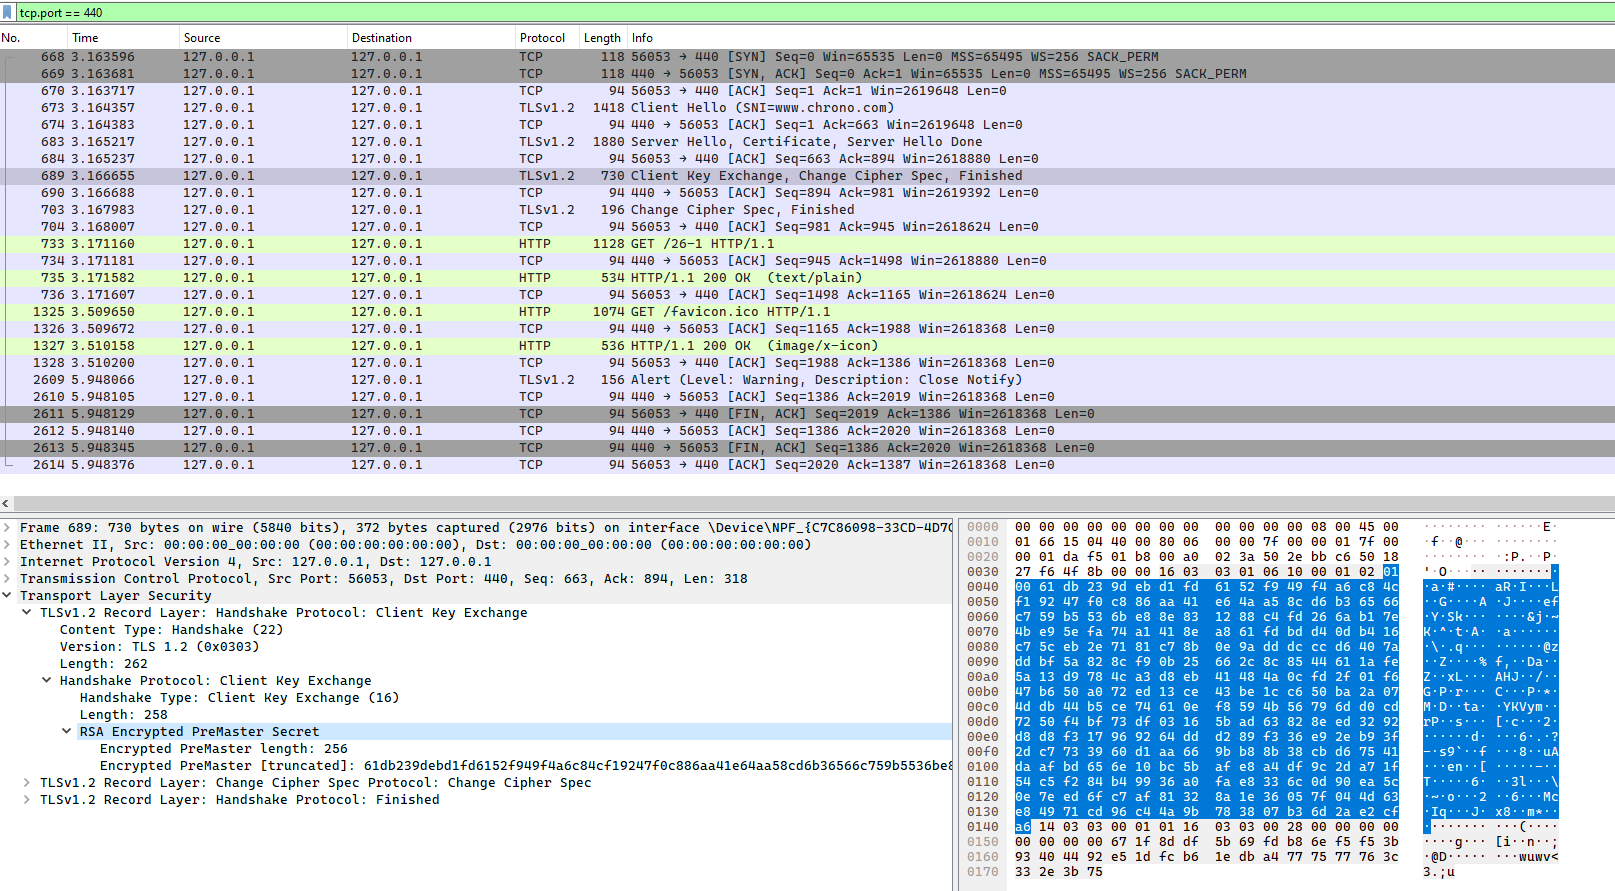 tcp.port == 440
No. Time Source Destination Protocol Length Info
668 3.163596 127.0.0.1 127.0.0.1 TCP 118 56053 → 440 [SYN] Seq=0 Win=65535 Len=0 MSS=65495 WS=256 SACK_PERM
669 3.163681 127.0.0.1 127.0.0.1 TCP 118 440 → 56053 [SYN, ACK] Seq=0 Ack=1 Win=65535 Len=0 MSS=65495 WS=256 SACK_PERM
670 3.163717 127.0.0.1 127.0.0.1 TCP 94 56053 → 440 [ACK] Seq=1 Ack=1 Win=2619648 Len=0
673 3.164357 127.0.0.1 127.0.0.1 TLSv1.2 1418 Client Hello (SNI=www.chrono.com)
674 3.164383 127.0.0.1 127.0.0.1 TCP 94 440 → 56053 [ACK] Seq=1 Ack=663 Win=2619648 Len=0
683 3.165217 127.0.0.1 127.0.0.1 TLSv1.2 1880 Server Hello, Certificate, Server Hello Done
684 3.165237 127.0.0.1 127.0.0.1 TCP 94 56053 → 440 [ACK] Seq=663 Ack=894 Win=2618880 Len=0
689 3.166655 127.0.0.1 127.0.0.1 TLSv1.2 730 Client Key Exchange, Change Cipher Spec, Finished
690 3.166688 127.0.0.1 127.0.0.1 TCP 94 440 → 56053 [ACK] Seq=894 Ack=981 Win=2619392 Len=0
703 3.167983 127.0.0.1 127.0.0.1 TLSv1.2 196 Change Cipher Spec, Finished
704 3.168007 127.0.0.1 127.0.0.1 TCP 94 56053 → 440 [ACK] Seq=981 Ack=945 Win=2618624 Len=0
733 3.171160 127.0.0.1 127.0.0.1 HTTP 1128 GET /26-1 HTTP/1.1
734 3.171181 127.0.0.1 127.0.0.1 TCP 94 440 → 56053 [ACK] Seq=945 Ack=1498 Win=2618880 Len=0
735 3.171582 127.0.0.1 127.0.0.1 HTTP 534 HTTP/1.1 200 OK (text/plain)
736 3.171607 127.0.0.1 127.0.0.1 TCP 94 56053 → 440 [ACK] Seq=1498 Ack=1165 Win=2618624 Len=0
1325 3.509650 127.0.0.1 127.0.0.1 HTTP 1074 GET /favicon.ico HTTP/1.1
1326 3.509672 127.0.0.1 127.0.0.1 TCP 94 440 → 56053 [ACK] Seq=1165 Ack=1988 Win=2618368 Len=0
1327 3.510158 127.0.0.1 127.0.0.1 HTTP 536 HTTP/1.1 200 OK (image/x-icon)
1328 3.510200 127.0.0.1 127.0.0.1 TCP 94 56053 → 440 [ACK] Seq=1988 Ack=1386 Win=2618368 Len=0
2609 5.948066 127.0.0.1 127.0.0.1 TLSv1.2 156 Alert (Level: Warning, Description: Close Notify)
2610 5.948105 127.0.0.1 127.0.0.1 TCP 94 440 → 56053 [ACK] Seq=1386 Ack=2019 Win=2618368 Len=0
2611 5.948129 127.0.0.1 127.0.0.1 TCP 94 56053 → 440 [FIN, ACK] Seq=2019 Ack=1386 Win=2618368 Len=0
2612 5.948140 127.0.0.1 127.0.0.1 TCP 94 440 → 56053 [ACK] Seq=1386 Ack=2020 Win=2618368 Len=0
2613 5.948345 127.0.0.1 127.0.0.1 TCP 94 440 → 56053 [FIN, ACK] Seq=1386 Ack=2020 Win=2618368 Len=0
2614 5.948376 127.0.0.1 127.0.0.1 TCP 94 56053 → 440 [ACK] Seq=2020 Ack=1387 Win=2618368 Len=0
Frame 689: 730 bytes on wire (5840 bits), 372 bytes captured (2976 bits) on interface \Device\NPF_{C7C86098-33CD-4D7C
Ethernet II, Src: 00:00:00_00:00:00 (00:00:00:00:00:00), Dst: 00:00:00_00:00:00 (00:00:00:00:00:00)
Internet Protocol Version 4, Src: 127.0.0.1, Dst: 127.0.0.1
Transmission Control Protocol, Src Port: 56053, Dst Port: 440, Seq: 663, Ack: 894, Len: 318
Transport Layer Security
TLSv1.2 Record Layer: Handshake Protocol: Client Key Exchange
Content Type: Handshake (22)
Version: TLS 1.2 (0x0303)
Length: 262
Handshake Protocol: Client Key Exchange
Handshake Type: Client Key Exchange (16)
Length: 258
RSA Encrypted PreMaster Secret
Encrypted PreMaster length: 256
Encrypted PreMaster [truncated]: 61db239debd1fd6152f949f4a6c84cf19247f0c886aa41e64aa58cd6b36566c759b5536be8
TLSv1.2 Record Layer: Change Cipher Spec Protocol: Change Cipher Spec
TLSv1.2 Record Layer: Handshake Protocol: Finished
0000 00 00 00 00 00 00 00 00 00 00 00 00 08 00 45 00 ········ ······E·
0010 01 66 15 04 40 00 80 06 00 00 7f 00 00 01 7f 00 ·f··@··· ········
0020 00 01 da f5 01 b8 00 a0 02 3a 50 2e bb c6 50 18 ········ ·:P.··P·
0030 27 f6 4f 8b 00 00 16 03 03 01 06 10 00 01 02 01 '·O····· ········
0040 00 61 db 23 9d eb d1 fd 61 52 f9 49 f4 a6 c8 4c ·a·#···· aR·I···L
0050 f1 92 47 f0 c8 86 aa 41 e6 4a a5 8c d6 b3 65 66 ··G····A ·J····ef
0060 c7 59 b5 53 6b e8 8e 83 12 88 c4 fd 26 6a b1 7e ·Y·Sk··· ····&j·~
0070 4b e9 5e fa 74 a1 41 8e a8 61 fd bd d4 0d b4 16 K·^·t·A· ·a······
0080 c7 5c eb 2e 71 81 c7 8b 0e 9a dd dc cc d6 40 7a ·\·.q··· ······@z
0090 dd bf 5a 82 8c f9 0b 25 66 2c 8c 85 44 61 1a fe ··Z····% f,··Da··
00a0 5a 13 d9 78 4c a3 d8 eb 41 48 4a 0c fd 2f 01 f6 Z··xL··· AHJ··/··
00b0 47 b6 50 a0 72 ed 13 ce 43 be 1c c6 50 ba 2a 07 G·P·r··· C···P·*·
00c0 4d db 44 b5 ce 74 61 0e f8 59 4b 56 79 6d d0 cd M·D··ta· ·YKVym··
00d0 72 50 f4 bf 73 df 03 16 5b ad 63 82 8e ed 32 92 rP··s··· [·c···2·
00e0 d8 d8 f3 17 96 92 64 dd d2 89 f3 36 e9 2e b9 3f ······d· ···6·.·?
00f0 2d c7 73 39 60 d1 aa 66 9b b8 8b 38 cb d6 75 41 -·s9`··f ···8··uA
0100 da af bd 65 6e 10 bc 5b af e8 a4 df 9c 2d a7 1f ···en··[ ·····-··
0110 54 c5 f2 84 b4 99 36 a0 fa e8 33 6c 0d 90 ea 5c T·····6· ··3l···\
0120 0e 7e ed 6f c7 af 81 32 8a 1e 36 05 7f 04 4d 63 ·~·o···2 ··6···Mc
0130 e8 49 71 cd 96 c4 4a 9b 78 38 07 b3 6d 2a e2 cf ·Iq···J· x8··m*··
0140 a6 14 03 03 00 01 01 16 03 03 00 28 00 00 00 00 ········ ···(····
0150 00 00 00 00 67 1f 8d df 5b 69 fd b8 6e f5 f5 3b ····g··· [i··n··;
0160 93 40 44 92 e5 1d fc b6 1e db a4 77 75 77 76 3c ·@D····· ···wuwv<
0170 33 2e 3b 75 3.;u